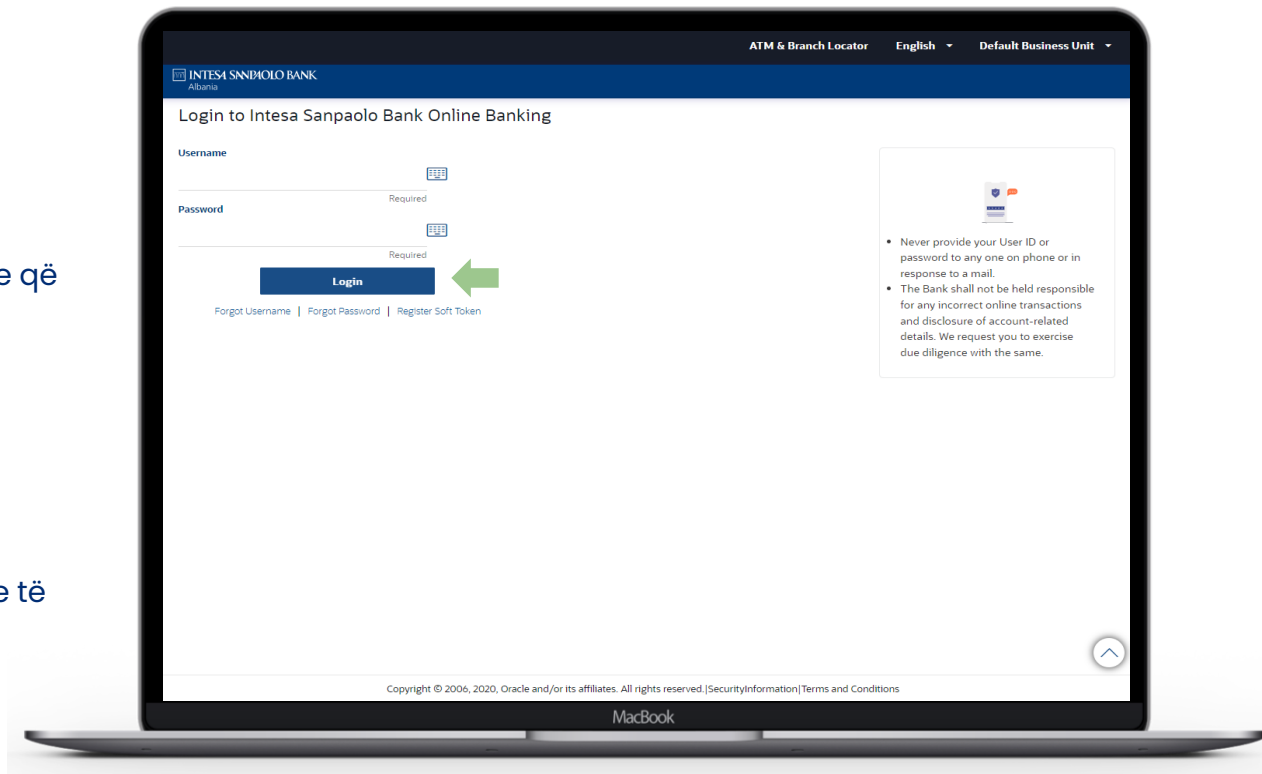 ATM & Branch Locator English Default Business Unit
INTESA SANPAOLO BANK
Albania
Login to Intesa Sanpaolo Bank Online Banking
Username
Required
Password
Required
Login
Forgot Username | Forgot Password | Register Soft Token
e që
e të
• Never provide your User ID or
password to any one on phone or in
response to a mail.
• The Bank shall not be held responsible
for any incorrect online transactions
and disclosure of account-related
details. We request you to exercise
due diligence with the same.
Copyright © 2006, 2020, Oracle and/or its affiliates. All rights reserved.|SecurityInformation|Terms and Conditions
MacBook